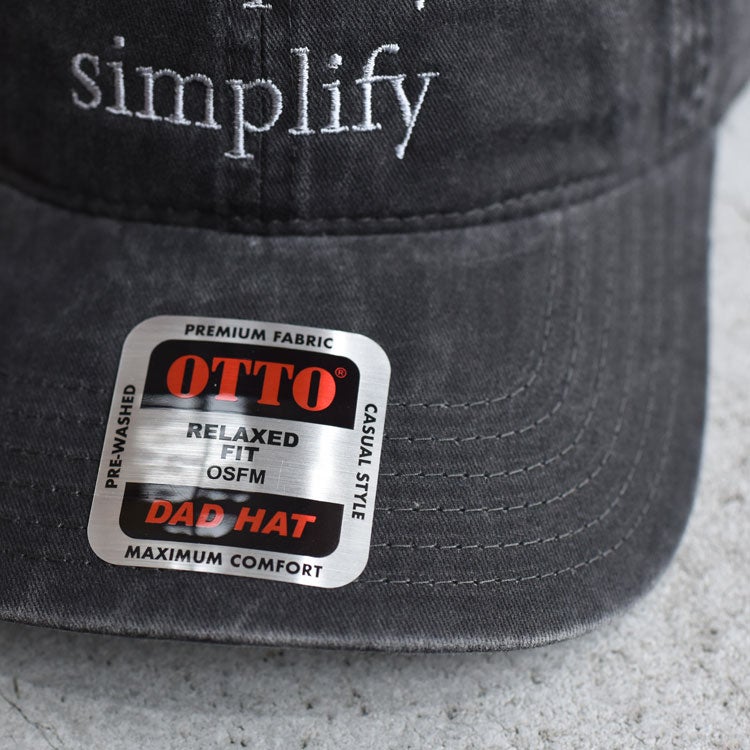 simplify
PREMIUM FABRIC
OTTO®
PRE-WASHED
RELAXED
FIT
OSFM
CASUAL STYLE
DAD HAT
MAXIMUM COMFORT